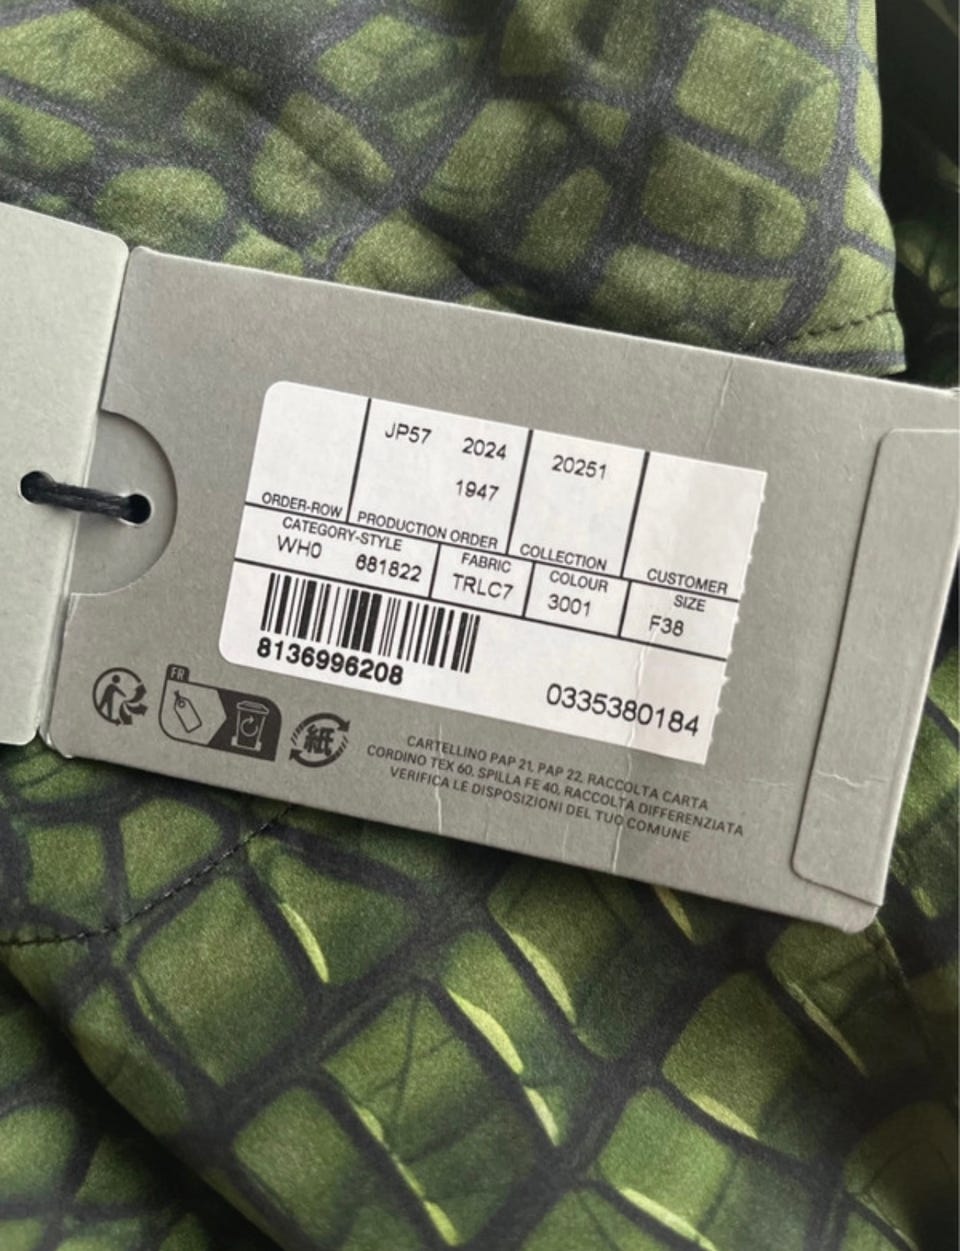 JP57 2024 20251
1947
ORDER-ROW PRODUCTION ORDER COLLECTION CUSTOMER
CATEGORY-STYLE FABRIC COLOUR SIZE
WH0 681822 TRLC7 3001 F38
8136996208
0335380184
FR
紙
CARTELLINO PAP 21, PAP 22, RACCOLTA CARTA
CORDINO TEX 60, SPILLA FE 40, RACCOLTA DIFFERENZIATA
VERIFICA LE DISPOSIZIONI DEL TUO COMUNE